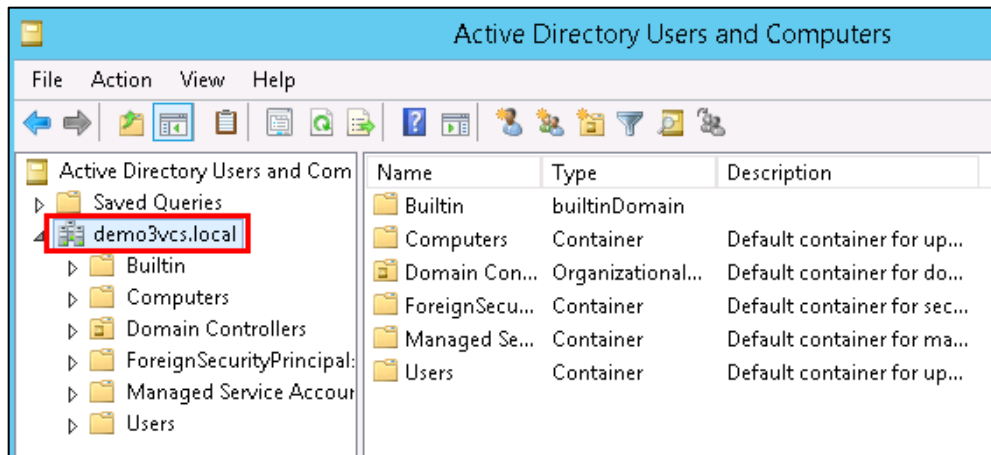 Active Directory Users and Computers
File Action View Help
Active Directory Users and Com
Saved Queries
demo3vcs.local
Builtin
Computers
Domain Controllers
ForeignSecurityPrincipal:
Managed Service Accour
Users
Name Type Description
Builtin builtinDomain
Computers Container Default container for up...
Domain Con... Organizational... Default container for do...
ForeignSecu... Container Default container for sec...
Managed Se... Container Default container for ma...
Users Container Default container for up...